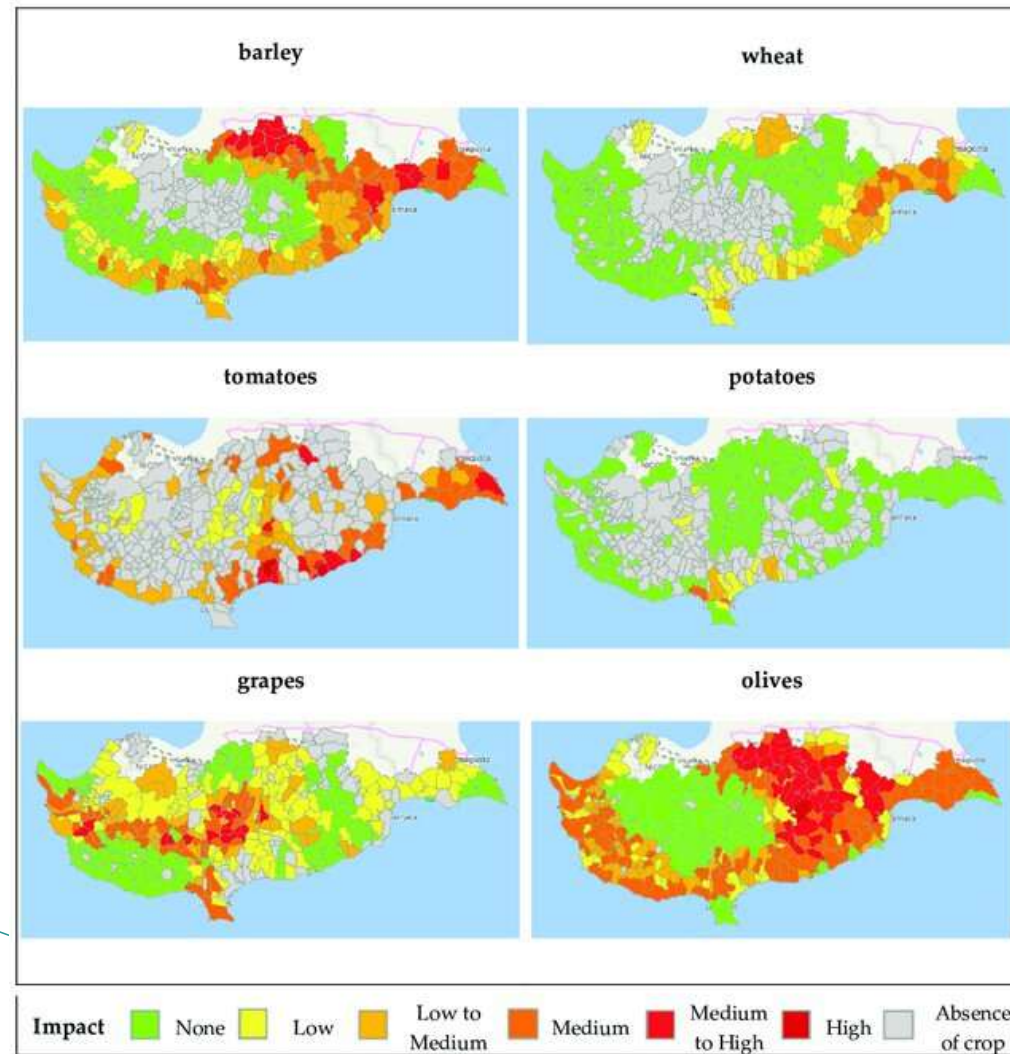 barley
wheat
tomatoes
potatoes
grapes
olives
Impact
None
Low
Low to
Medium
Medium
Medium
to High
High
Absence
of crop